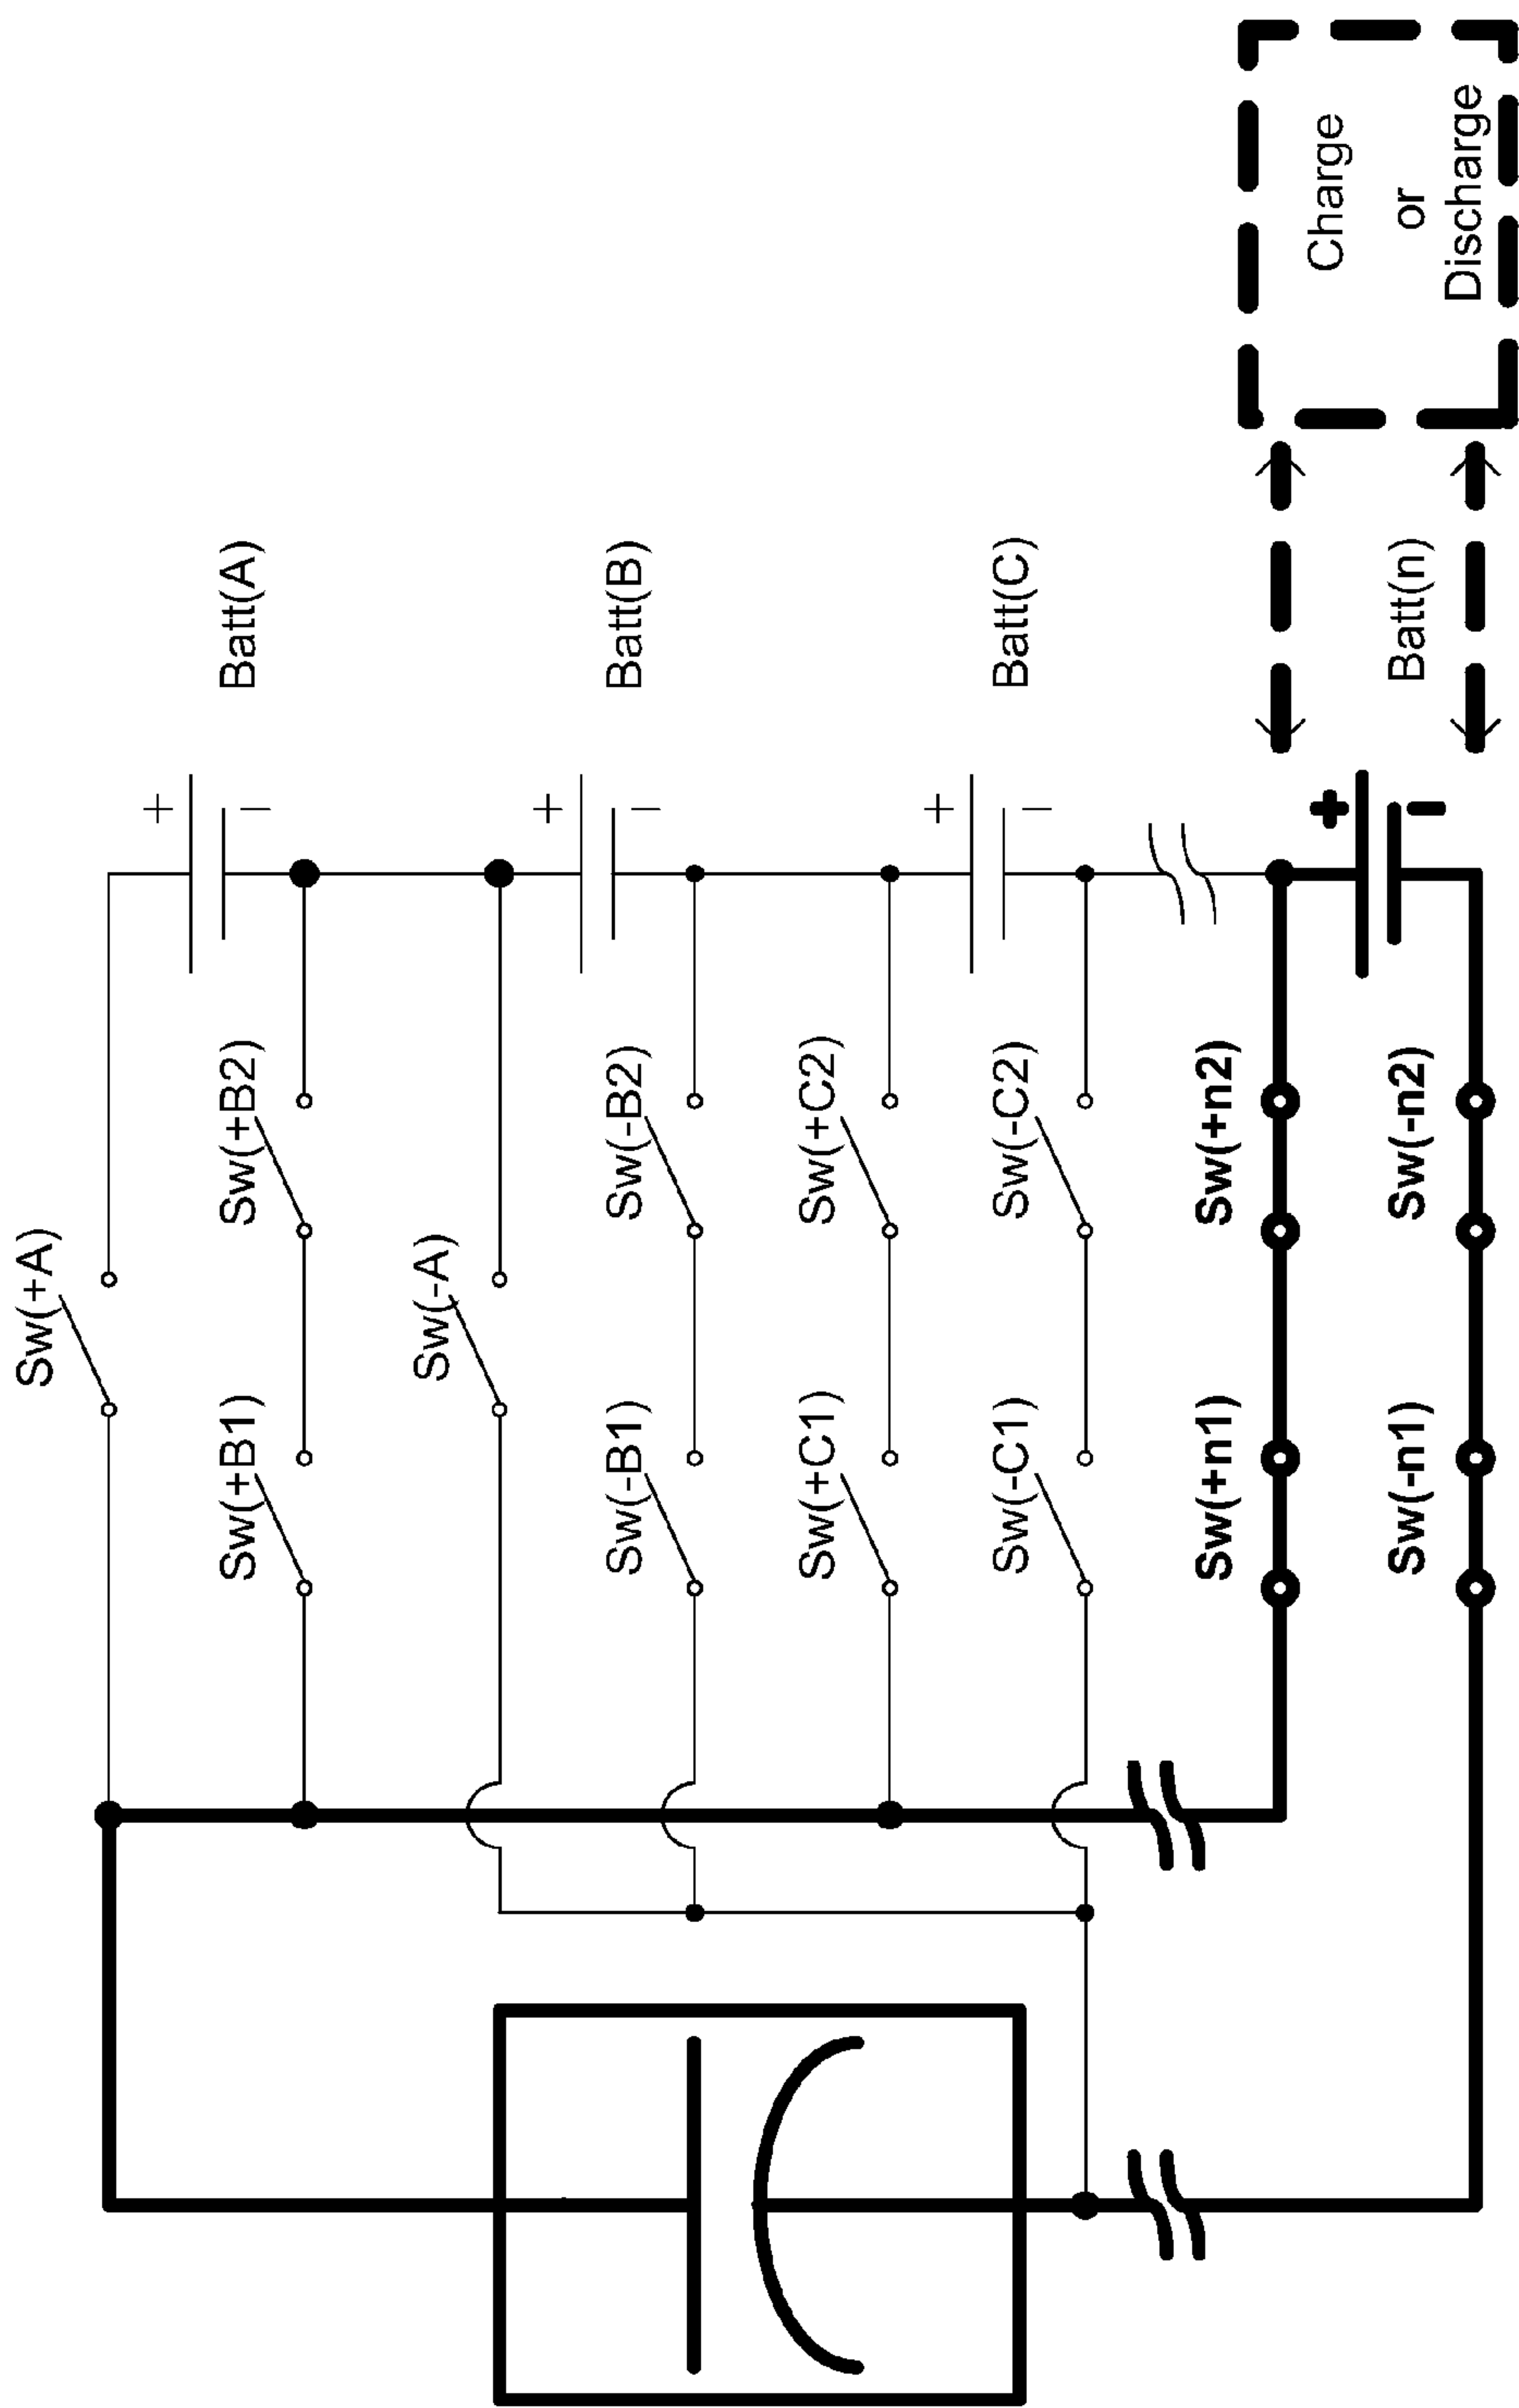 Sw(+A)
Batt(A)
Sw(+B1)
Sw(+B2)
Sw(-A)
Batt(B)
Sw(-B1)
Sw(-B2)
Sw(+C1)
Sw(+C2)
Batt(C)
Sw(-C1)
Sw(-C2)
Sw(+n1)
Sw(+n2)
Batt(n)
Sw(-n1)
Sw(-n2)
Charge
or
Discharge
+
−
+
−
+
−
+
−